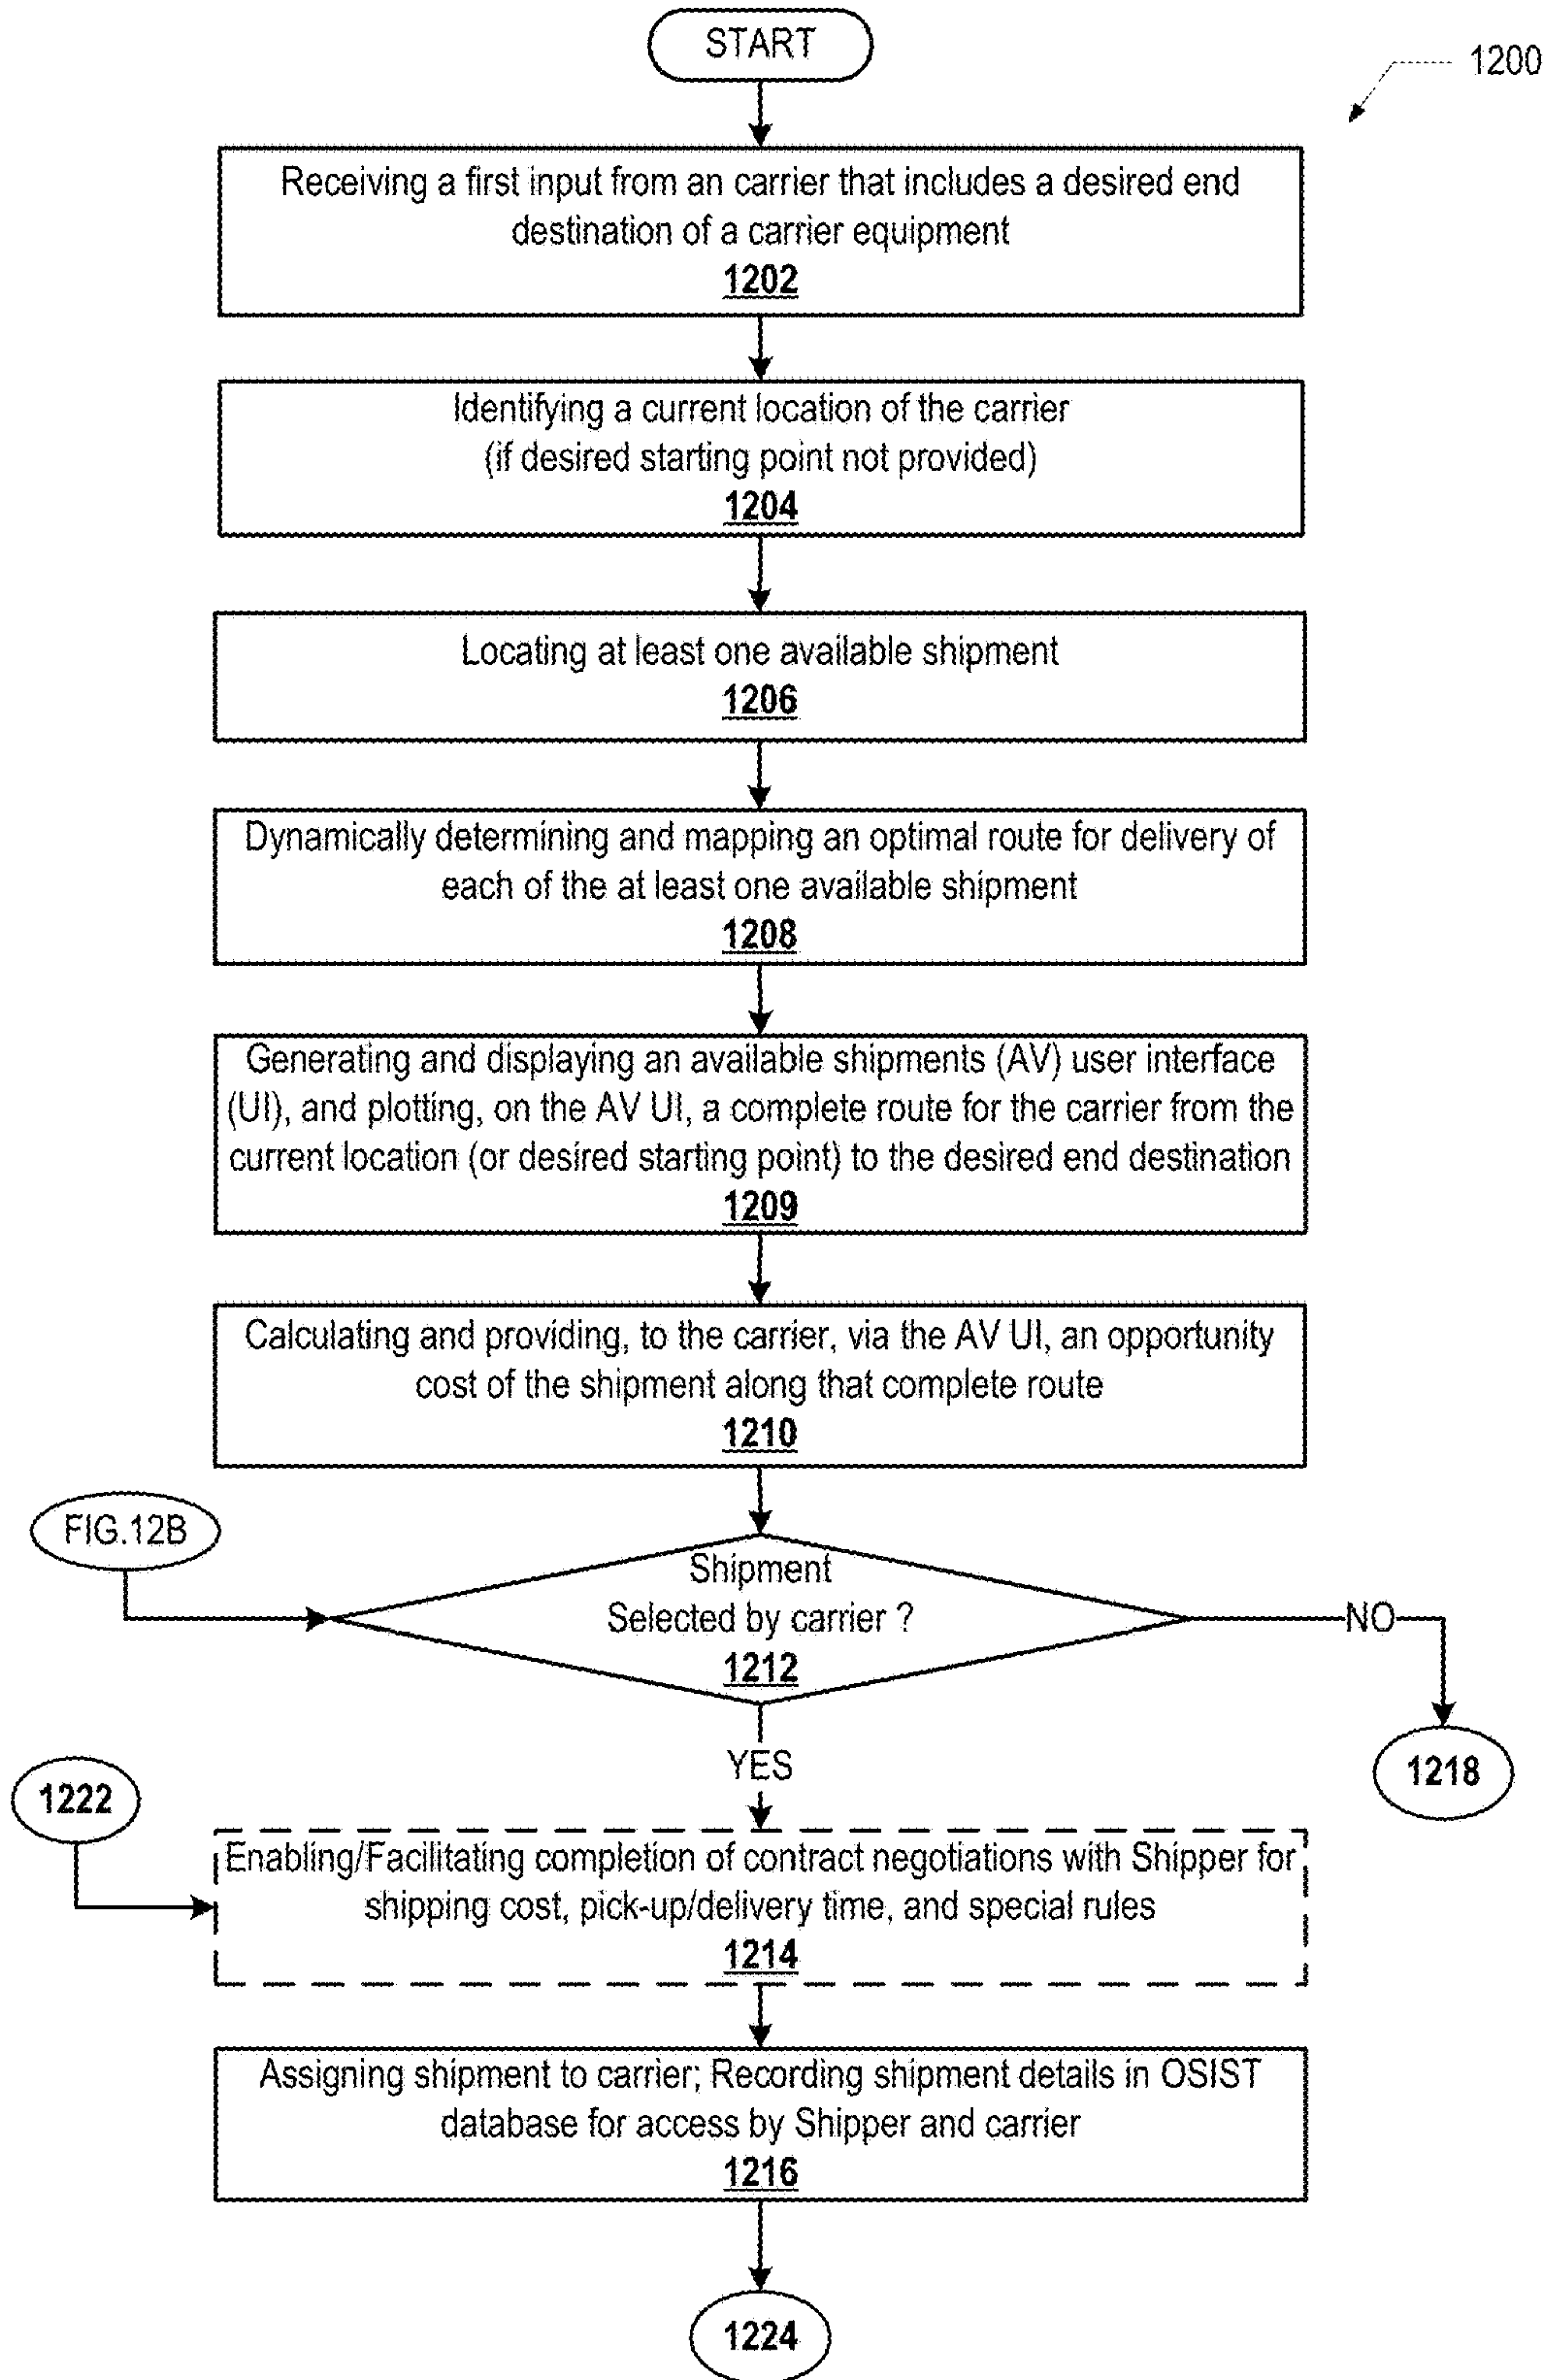 START
1200
Receiving a first input from an carrier that includes a desired end
destination of a carrier equipment
1202
Identifying a current location of the carrier
(if desired starting point not provided)
1204
Locating at least one available shipment
1206
Dynamically determining and mapping an optimal route for delivery of
each of the at least one available shipment
1208
Generating and displaying an available shipments (AV) user interface
(UI), and plotting, on the AV UI, a complete route for the carrier from the
current location (or desired starting point) to the desired end destination
1209
Calculating and providing, to the carrier, via the AV UI, an opportunity
cost of the shipment along that complete route
1210
FIG.12B
Shipment
Selected by carrier ?
1212
NO
1218
YES
1222
Enabling/Facilitating completion of contract negotiations with Shipper for
shipping cost, pick-up/delivery time, and special rules
1214
Assigning shipment to carrier; Recording shipment details in OSIST
database for access by Shipper and carrier
1216
1224